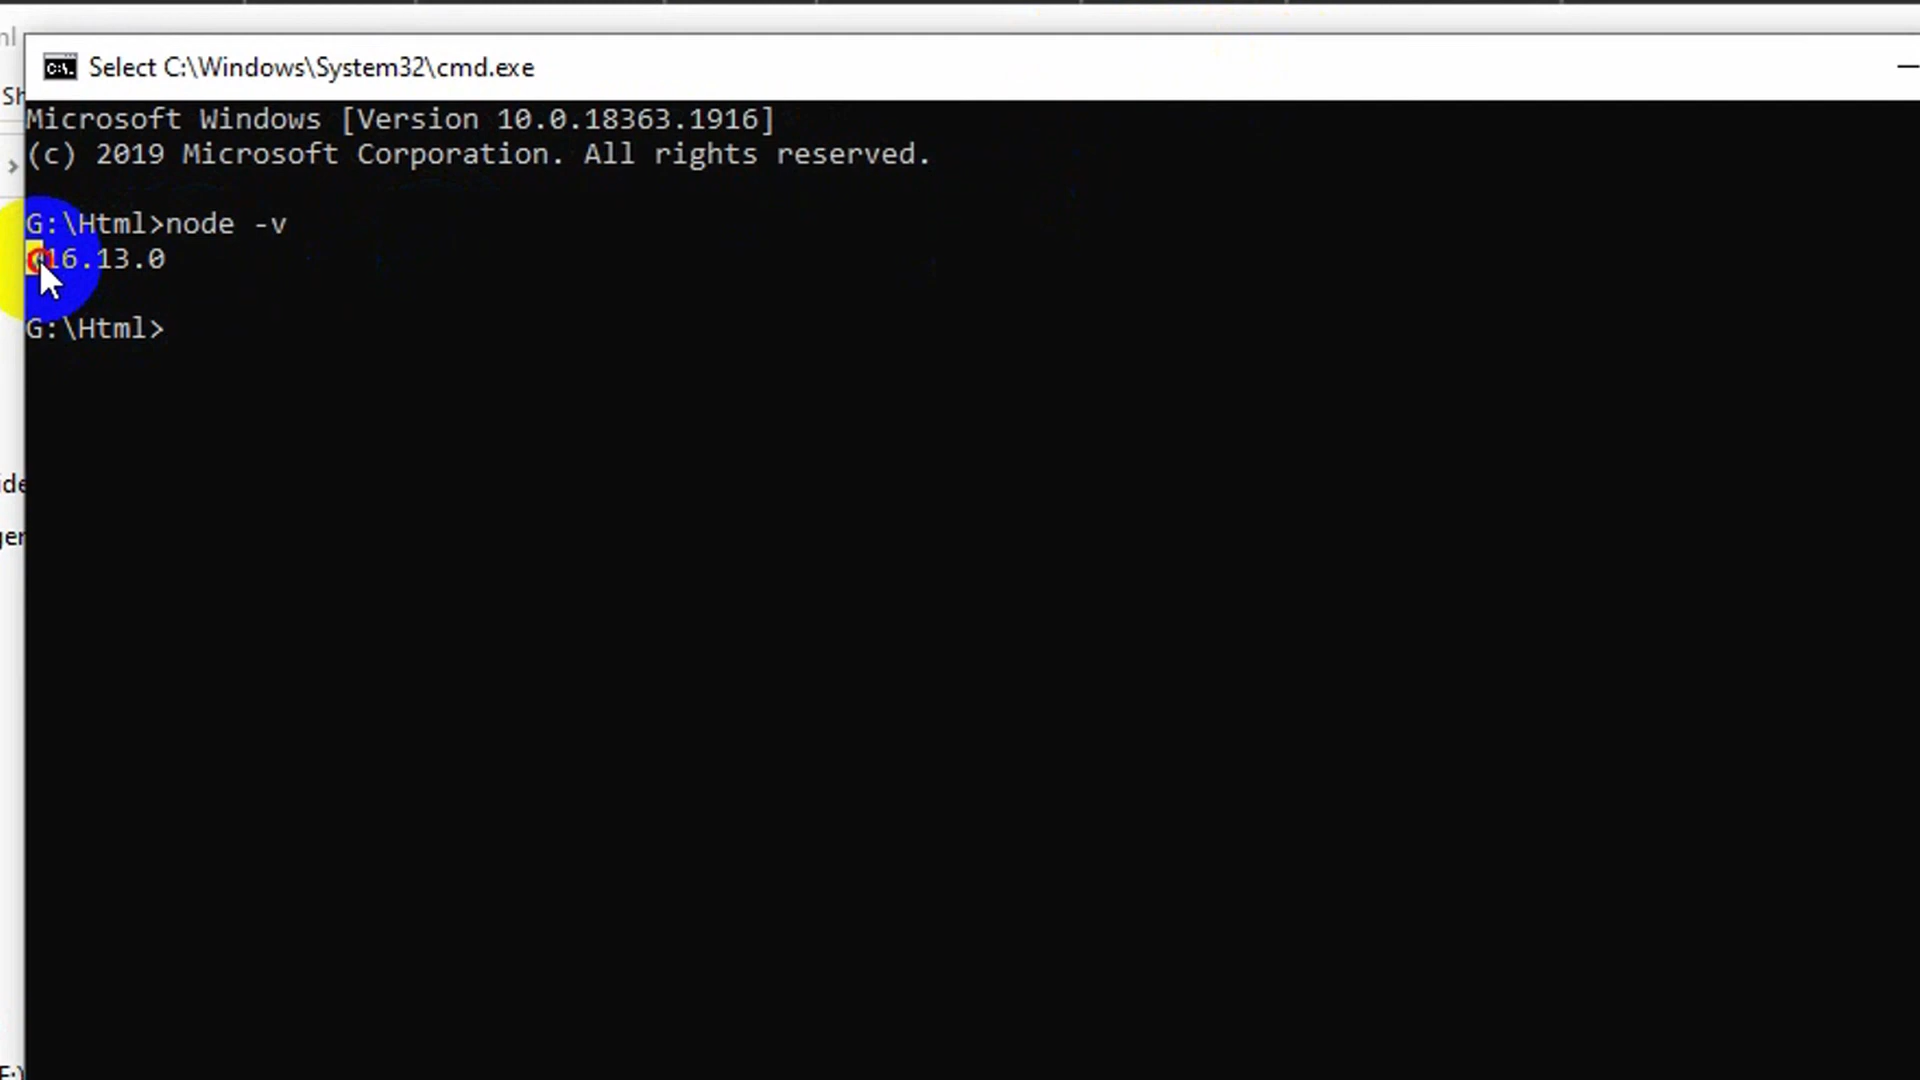 Select C:\Windows\System32\cmd.exe
Microsoft Windows [Version 10.0.18363.1916]
(c) 2019 Microsoft Corporation. All rights reserved.
G:\Html>node -v
16.13.0
G:\Html>